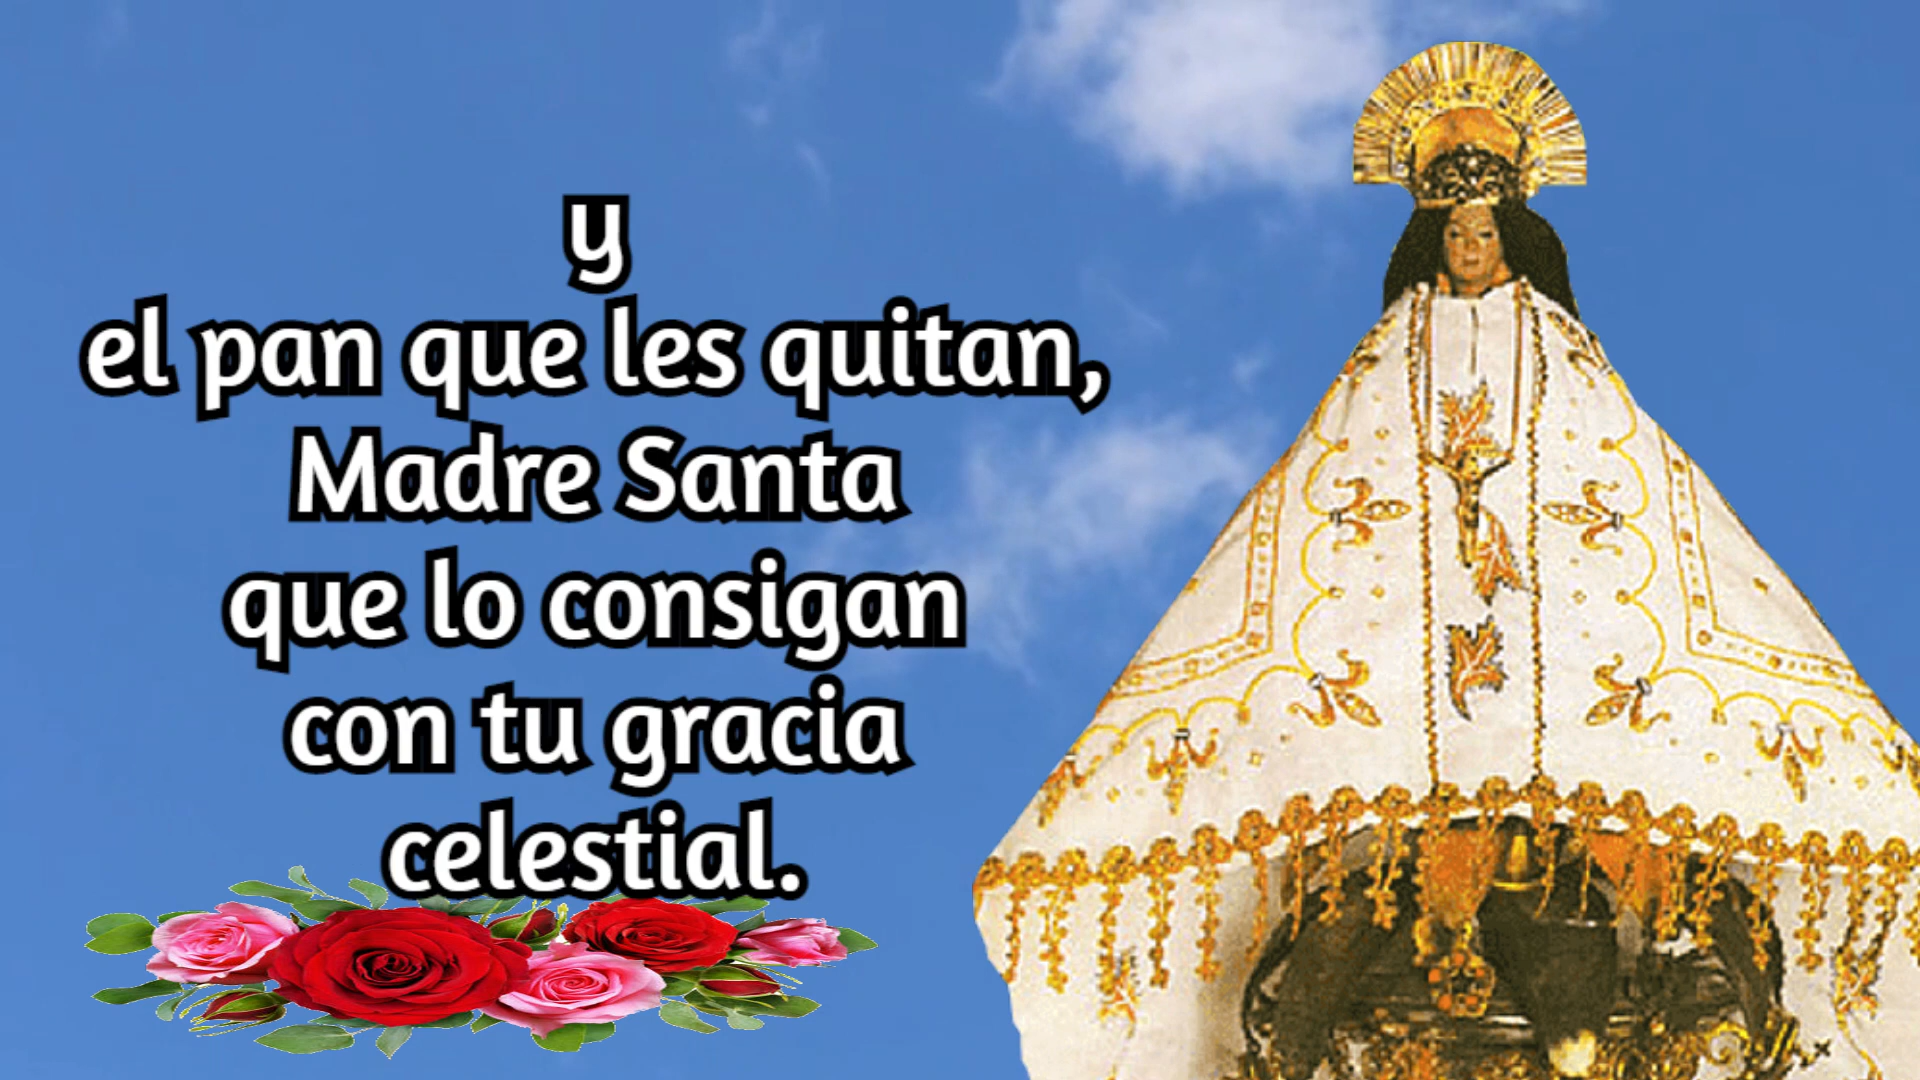 y
el pan que les quitan,
Madre Santa
que lo consigan
con tu gracia
celestial.